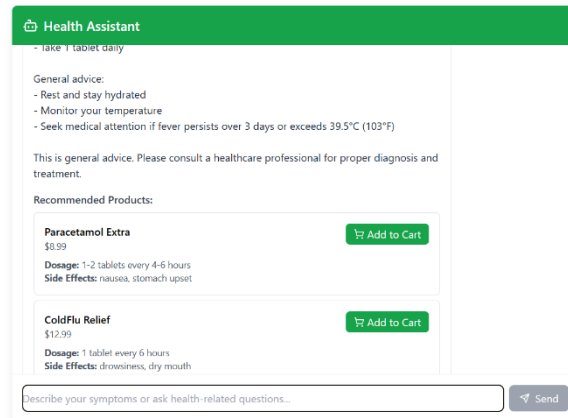 Health Assistant
- Take 1 tablet daily
General advice:
- Rest and stay hydrated
- Monitor your temperature
- Seek medical attention if fever persists over 3 days or exceeds 39.5°C (103°F)
This is general advice. Please consult a healthcare professional for proper diagnosis and
treatment.
Recommended Products:
Paracetamol Extra
Add to Cart
$8.99
Dosage: 1-2 tablets every 4-6 hours
Side Effects: nausea, stomach upset
ColdFlu Relief
Add to Cart
$12.99
Dosage: 1 tablet every 6 hours
Side Effects: drowsiness, dry mouth
Describe your symptoms or ask health-related questions...
Send